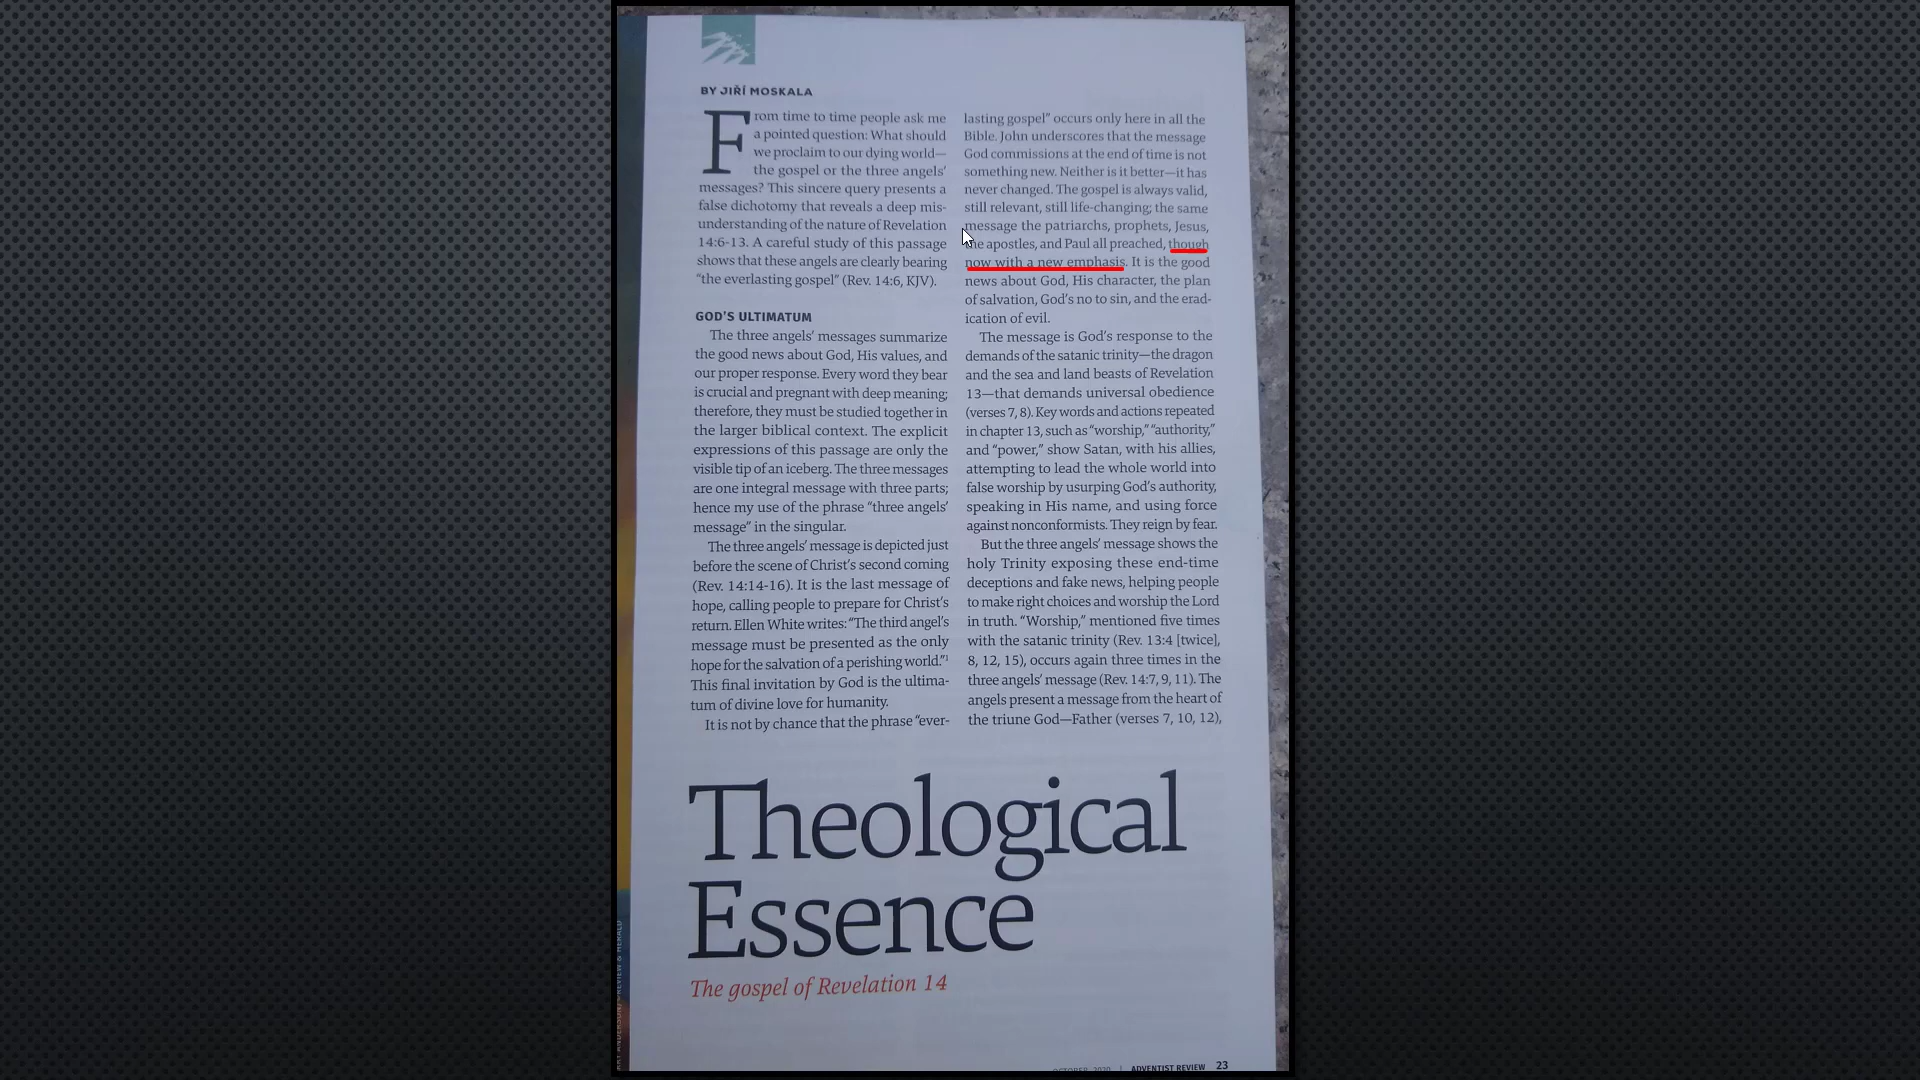 BY JIŘÍ MOSKALA
From time to time people ask me
a pointed question: What should
we proclaim to our dying world—
the gospel or the three angels’
messages? This sincere query presents a
false dichotomy that reveals a deep mis-
understanding of the nature of Revelation
14:6-13. A careful study of this passage
shows that these angels are clearly bearing
“the everlasting gospel” (Rev. 14:6, KJV).
GOD’S ULTIMATUM
The three angels’ messages summarize
the good news about God, His values, and
our proper response. Every word they bear
is crucial and pregnant with deep meaning;
therefore, they must be studied together in
the larger biblical context. The explicit
expressions of this passage are only the
visible tip of an iceberg. The three messages
are one integral message with three parts;
hence my use of the phrase “three angels’
message” in the singular.
The three angels’ message is depicted just
before the scene of Christ’s second coming
(Rev. 14:14-16). It is the last message of
hope, calling people to prepare for Christ’s
return. Ellen White writes: “The third angel’s
message must be presented as the only
hope for the salvation of a perishing world.”1
This final invitation by God is the ultima-
tum of divine love for humanity.
It is not by chance that the phrase “ever-
lasting gospel” occurs only here in all the
Bible. John underscores that the message
God commissions at the end of time is not
something new. Neither is it better—it has
never changed. The gospel is always valid,
still relevant, still life-changing; the same
message the patriarchs, prophets, Jesus,
the apostles, and Paul all preached, though
now with a new emphasis. It is the good
news about God, His character, the plan
of salvation, God’s no to sin, and the erad-
ication of evil.
The message is God’s response to the
demands of the satanic trinity—the dragon
and the sea and land beasts of Revelation
13—that demands universal obedience
(verses 7, 8). Key words and actions repeated
in chapter 13, such as “worship,” “authority,”
and “power,” show Satan, with his allies,
attempting to lead the whole world into
false worship by usurping God’s authority,
speaking in His name, and using force
against nonconformists. They reign by fear.
But the three angels’ message shows the
holy Trinity exposing these end-time
deceptions and fake news, helping people
to make right choices and worship the Lord
in truth. “Worship,” mentioned five times
with the satanic trinity (Rev. 13:4 [twice],
8, 12, 15), occurs again three times in the
three angels’ message (Rev. 14:7, 9, 11). The
angels present a message from the heart of
the triune God—Father (verses 7, 10, 12),
Theological
Essence
The gospel of Revelation 14
OCTOBER 2020 | ADVENTIST REVIEW 23